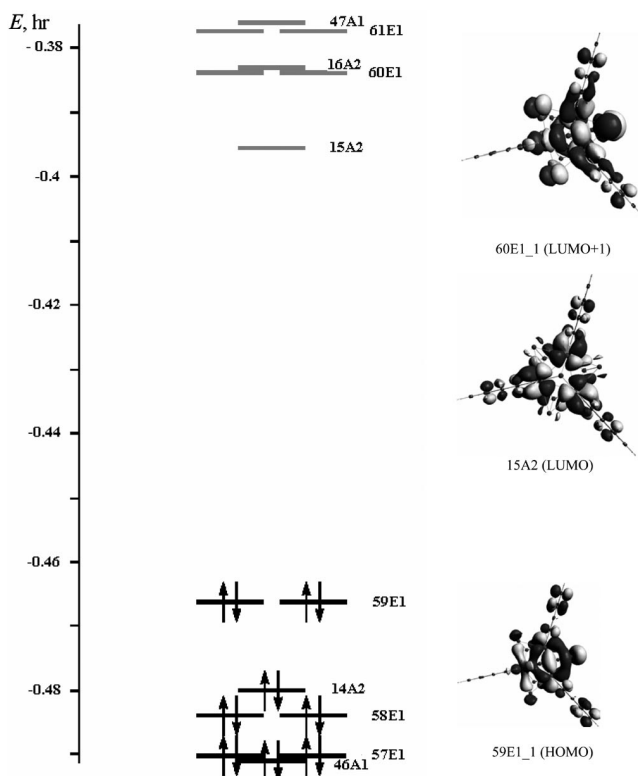 E, hr
47A1
61E1
- 0.38
16A2
60E1
15A2
-0.4
60E1_1 (LUMO+1)
-0.42
-0.44
15A2 (LUMO)
-0.46
59E1
14A2
-0.48
58E1
57E1
46A1
59E1_1 (HOMO)